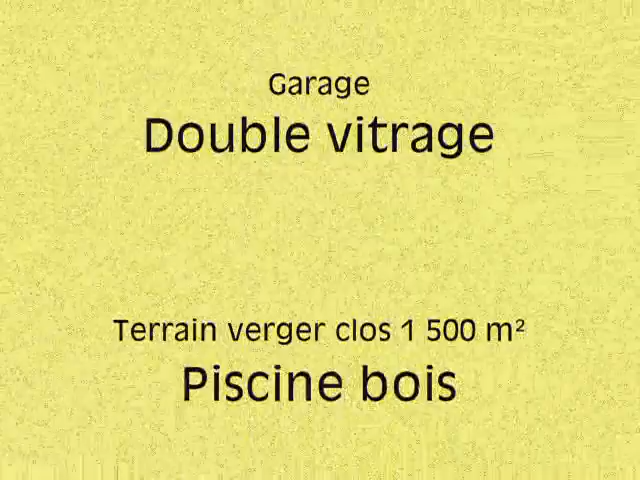 Garage
Double vitrage
Terrain verger clos 1 500 m²
Piscine bois